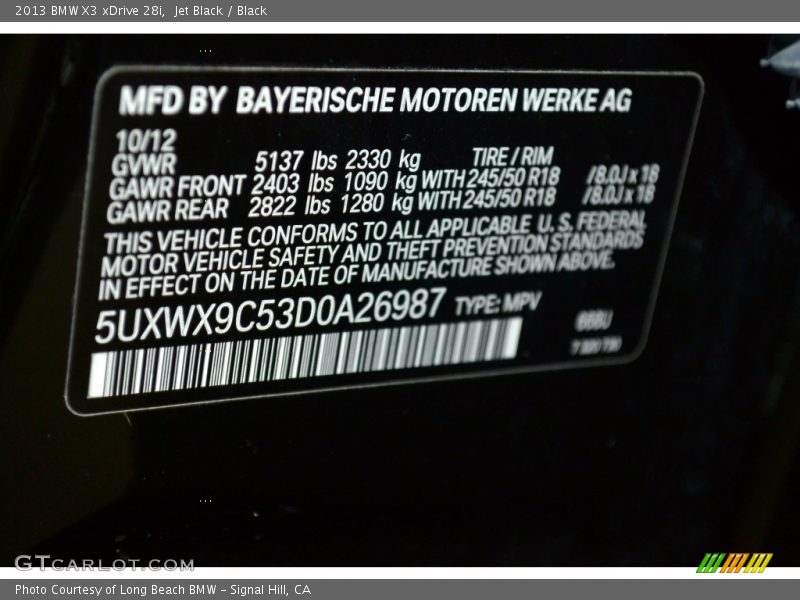 2013 BMW X3 xDrive 28i, Jet Black / Black
MFD BY BAYERISCHE MOTOREN WERKE AG
10/12
GVWR 5137 lbs 2330 kg TIRE / RIM
GAWR FRONT 2403 lbs 1090 kg WITH 245/50 R18 /8.0J x 18
GAWR REAR 2822 lbs 1280 kg WITH 245/50 R18 /8.0J x 18
THIS VEHICLE CONFORMS TO ALL APPLICABLE U.S. FEDERAL
MOTOR VEHICLE SAFETY AND THEFT PREVENTION STANDARDS
IN EFFECT ON THE DATE OF MANUFACTURE SHOWN ABOVE.
5UXWX9C53D0A26987 TYPE: MPV
GTCARLOT.COM
Photo Courtesy of Long Beach BMW - Signal Hill, CA